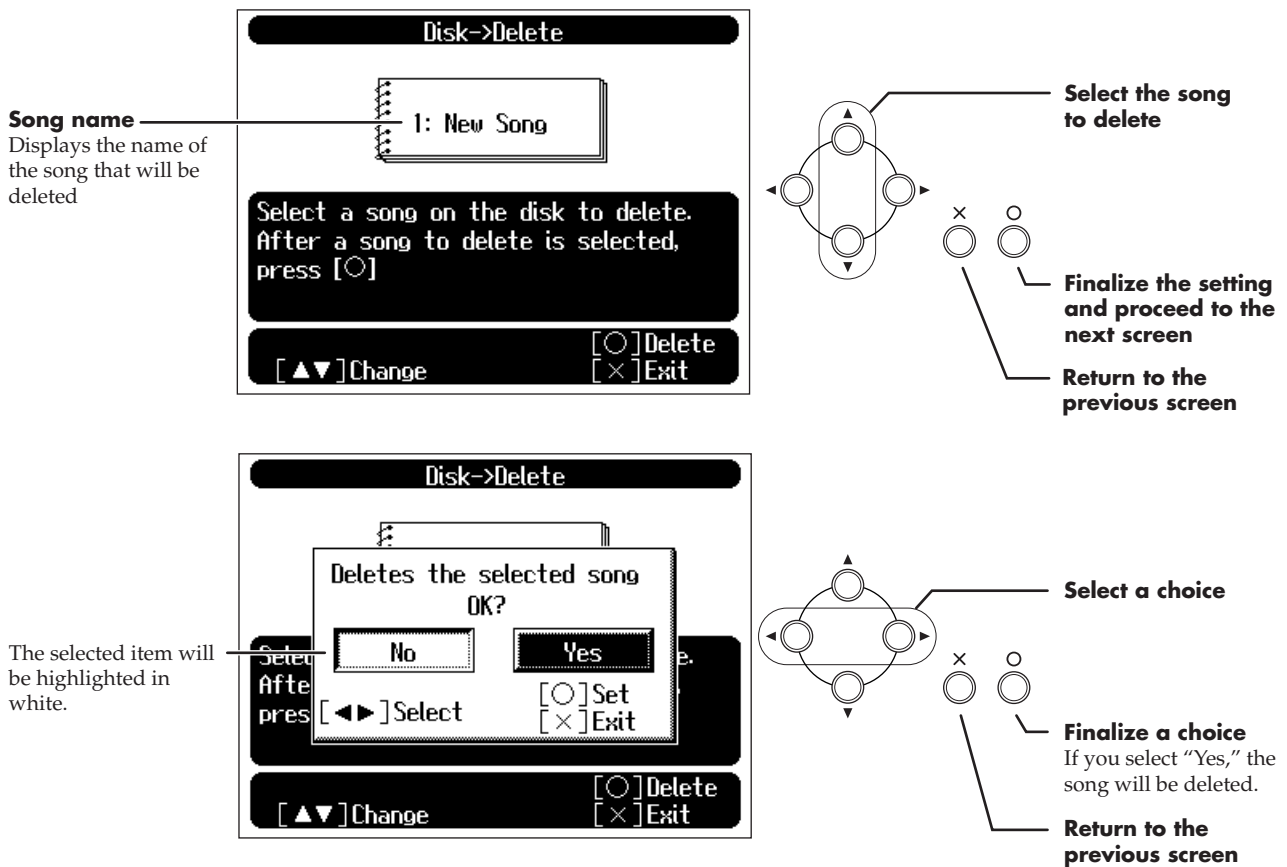 Disk->Delete
Song name
Displays the name of
the song that will be
deleted
1: New Song
Select a song on the disk to delete.
After a song to delete is selected,
press [○]
[○]Delete
[▲▼]Change [×]Exit
Select the song
to delete
× ○
Finalize the setting
and proceed to the
next screen
Return to the
previous screen
Disk->Delete
Deletes the selected song
OK?
No Yes
[◄►]Select [○]Set
[×]Exit
Selec e.
Afte
pres
[○]Delete
[▲▼]Change [×]Exit
The selected item will
be highlighted in
white.
Select a choice
× ○
Finalize a choice
If you select “Yes,” the
song will be deleted.
Return to the
previous screen